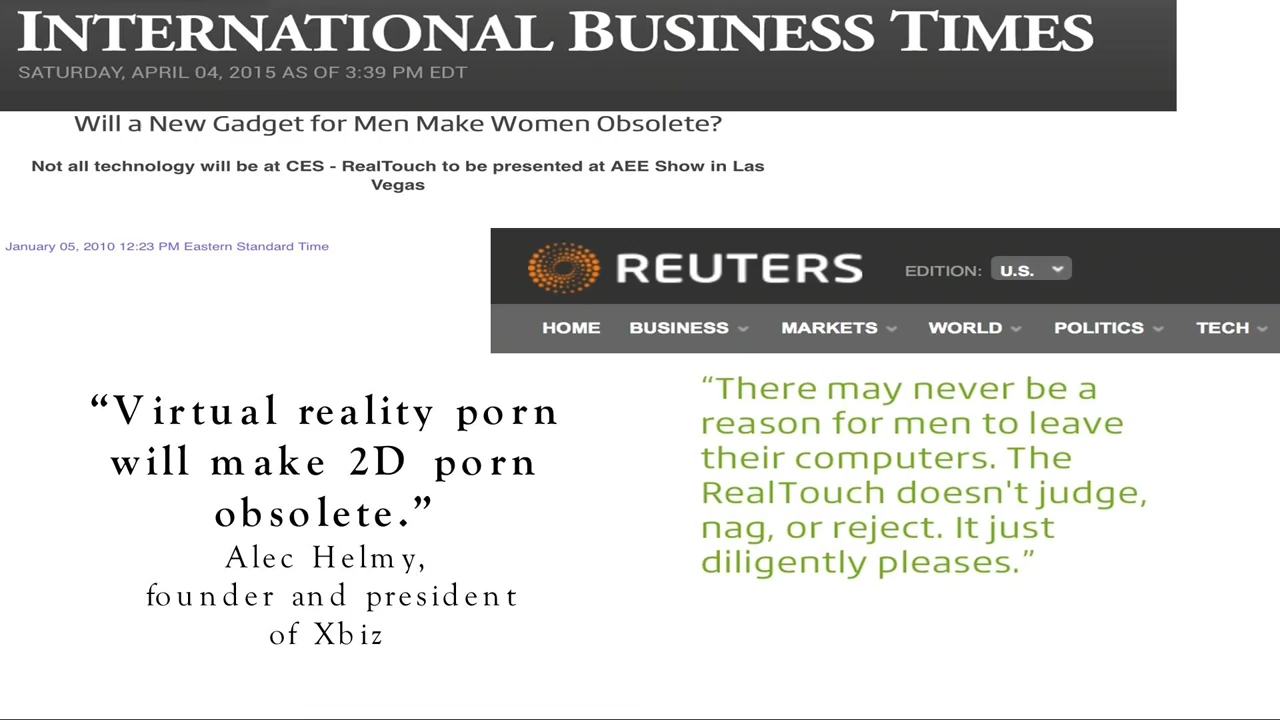 INTERNATIONAL BUSINESS TIMES
SATURDAY, APRIL 04, 2015 AS OF 3:39 PM EDT
Will a New Gadget for Men Make Women Obsolete?
Not all technology will be at CES - RealTouch to be presented at AEE Show in Las
Vegas
January 05, 2010 12:23 PM Eastern Standard Time
REUTERS EDITION: U.S.
HOME BUSINESS MARKETS WORLD POLITICS TECH
“Virtual reality porn
will make 2D porn
obsolete.”
Alec Helmy,
founder and president
of Xbiz
“There may never be a
reason for men to leave
their computers. The
RealTouch doesn't judge,
nag, or reject. It just
diligently pleases.”